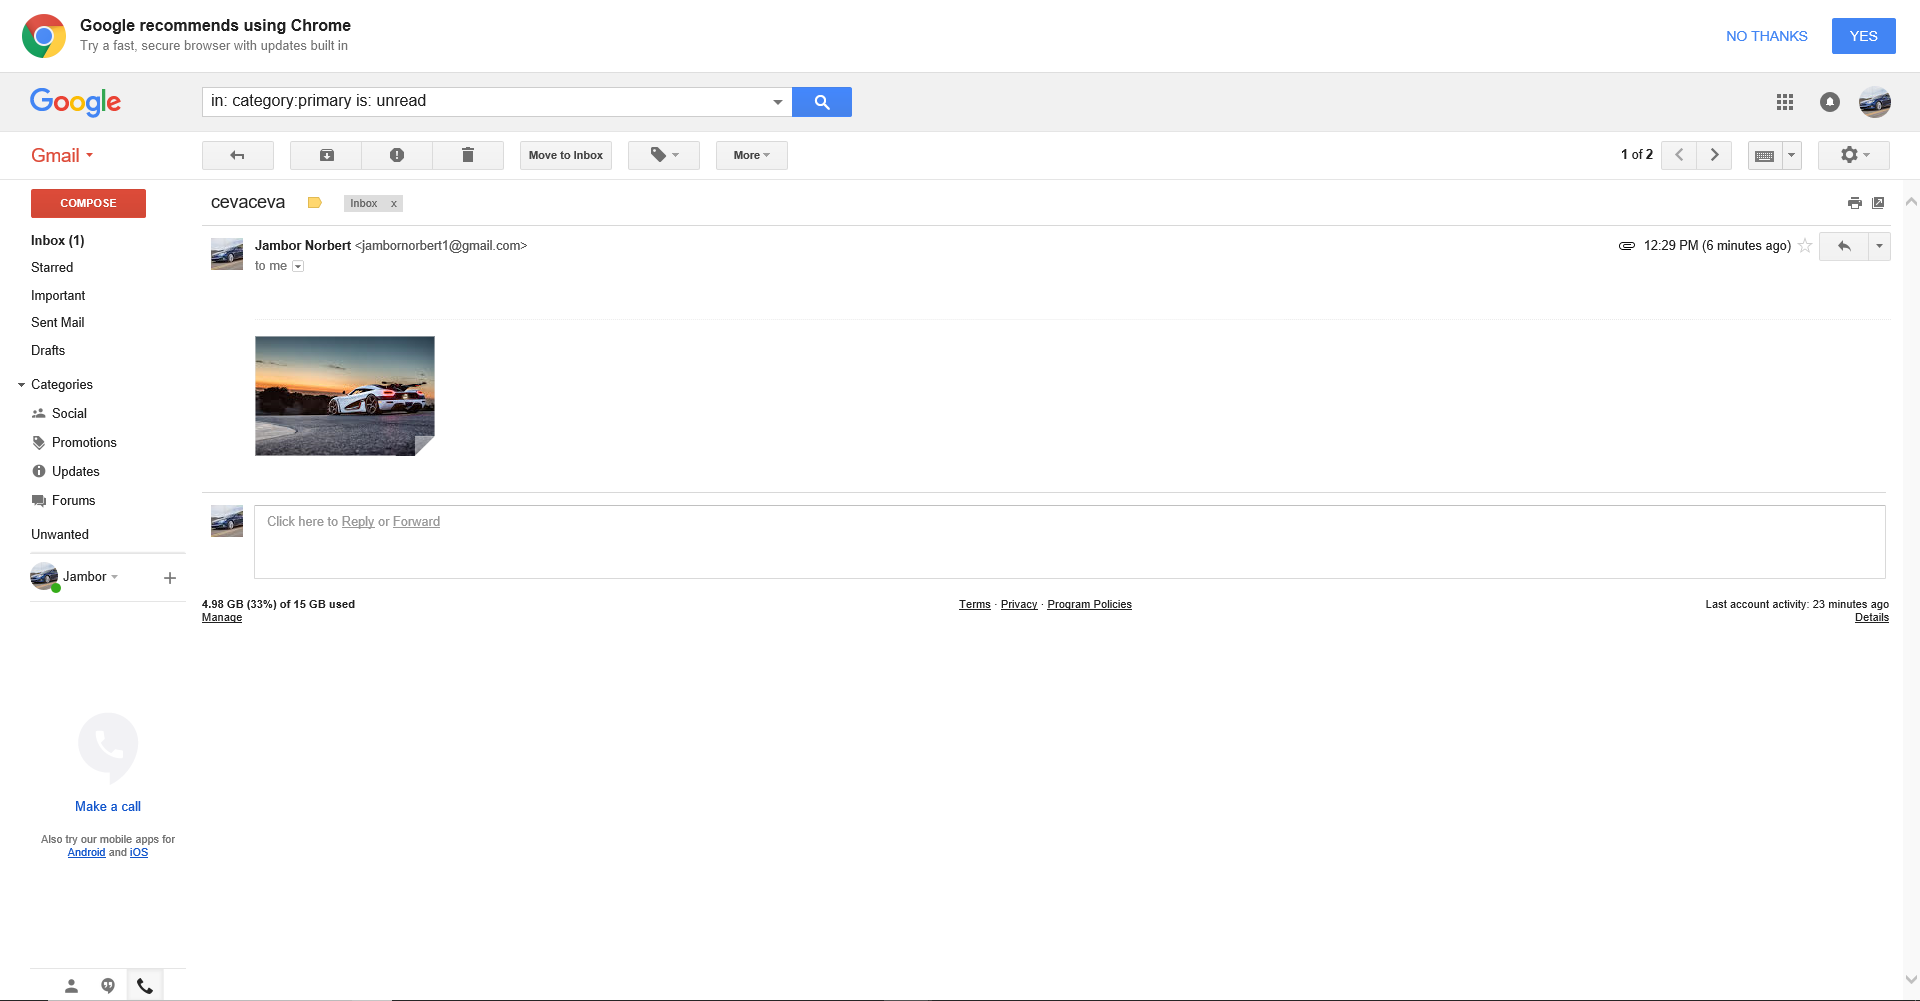 Google recommends using Chrome
Try a fast, secure browser with updates built in
NO THANKS
YES
Google
in: category:primary is: unread
Gmail
Move to Inbox
More
1 of 2
COMPOSE
cevaceva
Inbox x
Inbox (1)
Starred
Important
Sent Mail
Drafts
Categories
Social
Promotions
Updates
Forums
Unwanted
Jambor
Jambor Norbert <jambornorbert1@gmail.com>
to me
12:29 PM (6 minutes ago)
Click here to Reply or Forward
4.98 GB (33%) of 15 GB used
Manage
Terms · Privacy · Program Policies
Last account activity: 23 minutes ago
Details
Make a call
Also try our mobile apps for
Android and iOS